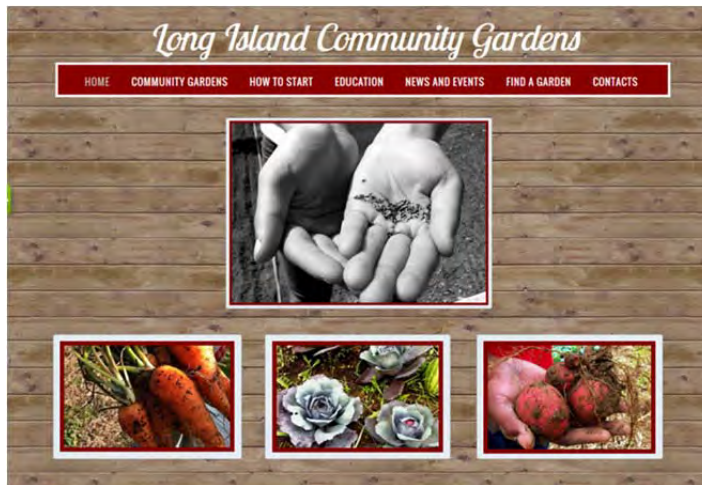 Long Island Community Gardens
HOME COMMUNITY GARDENS HOW TO START EDUCATION NEWS AND EVENTS FIND A GARDEN CONTACTS